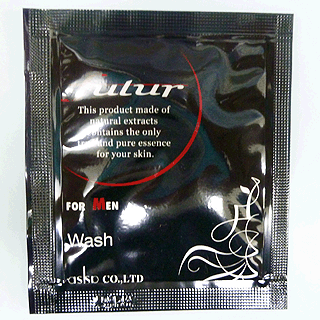 This product made of
natural extracts
contains the only
and pure essence
for your skin.
FOR MEN
Wash
CO.,LTD